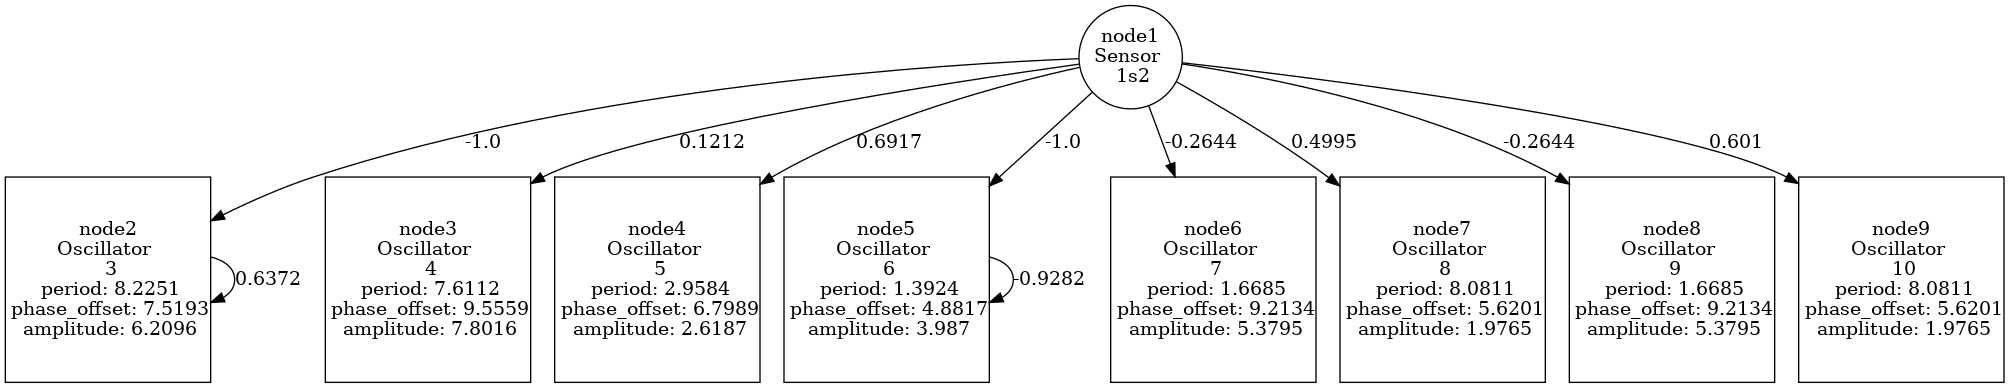 node1
Sensor
1s2
-1.0
0.1212
0.6917
-1.0
-0.2644
0.4995
-0.2644
0.601
node2
Oscillator
3
period: 8.2251
phase_offset: 7.5193
amplitude: 6.2096
0.6372
node3
Oscillator
4
period: 7.6112
phase_offset: 9.5559
amplitude: 7.8016
node4
Oscillator
5
period: 2.9584
phase_offset: 6.7989
amplitude: 2.6187
node5
Oscillator
6
period: 1.3924
phase_offset: 4.8817
amplitude: 3.987
-0.9282
node6
Oscillator
7
period: 1.6685
phase_offset: 9.2134
amplitude: 5.3795
node7
Oscillator
8
period: 8.0811
phase_offset: 5.6201
amplitude: 1.9765
node8
Oscillator
9
period: 1.6685
phase_offset: 9.2134
amplitude: 5.3795
node9
Oscillator
10
period: 8.0811
phase_offset: 5.6201
amplitude: 1.9765